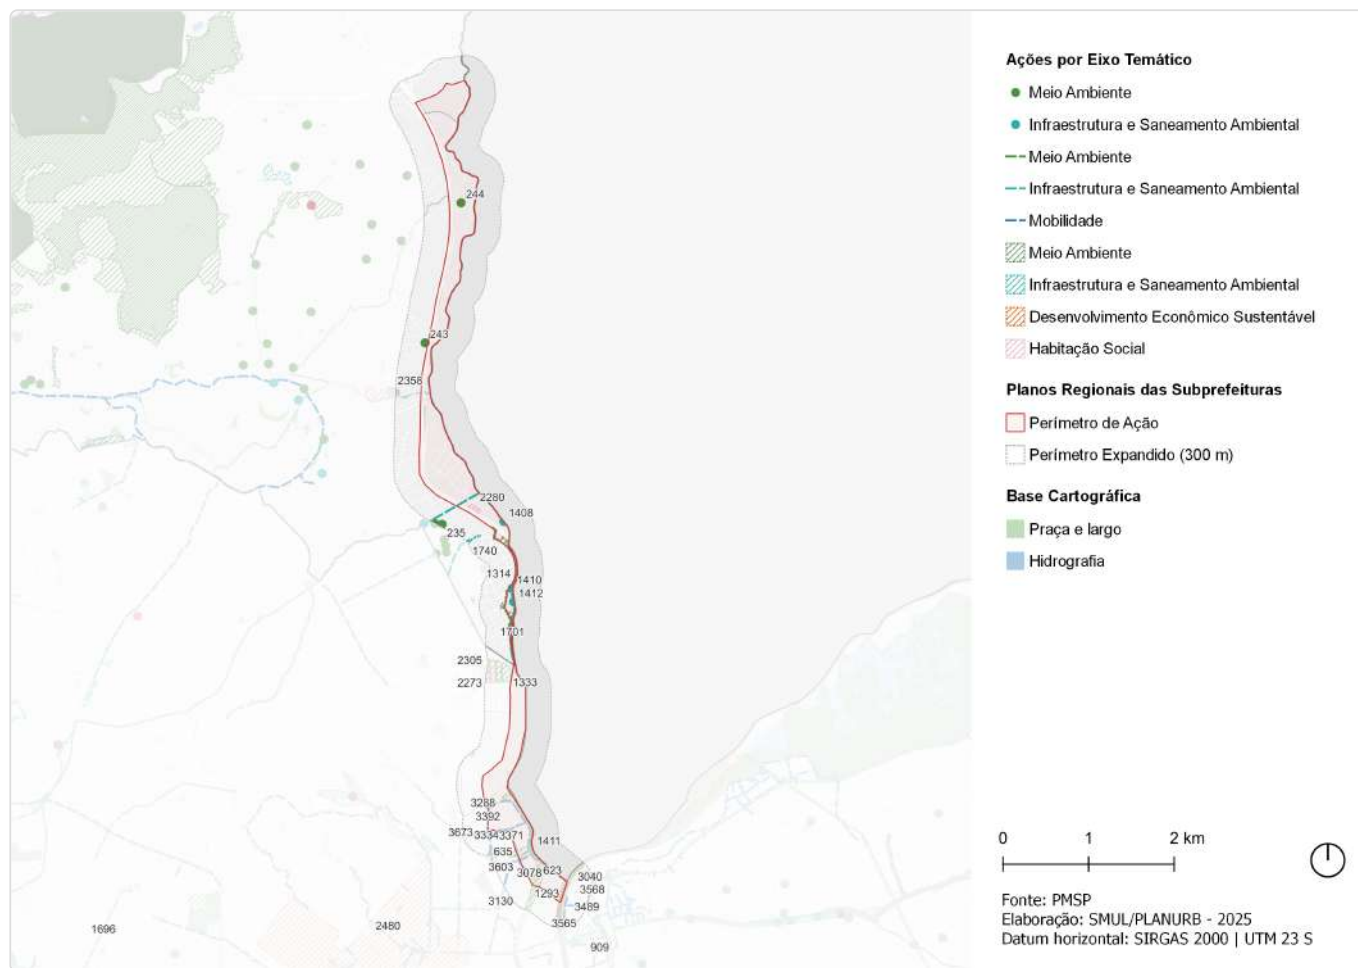 244
243
2358
2280
1408
235
1740
1314
1410
1412
1701
2305
2273
1333
3288
3392
3673
3334
3371
1411
635
3603
3078
623
3040
3568
1293
3130
3489
3565
1696
2480
909
Ações por Eixo Temático
Meio Ambiente
Infraestrutura e Saneamento Ambiental
Meio Ambiente
Infraestrutura e Saneamento Ambiental
Mobilidade
Meio Ambiente
Infraestrutura e Saneamento Ambiental
Desenvolvimento Econômico Sustentável
Habitação Social
Planos Regionais das Subprefeituras
Perímetro de Ação
Perímetro Expandido (300 m)
Base Cartográfica
Praça e largo
Hidrografia
0 1 2 km
Fonte: PMSP
Elaboração: SMUL/PLANURB - 2025
Datum horizontal: SIRGAS 2000 | UTM 23 S